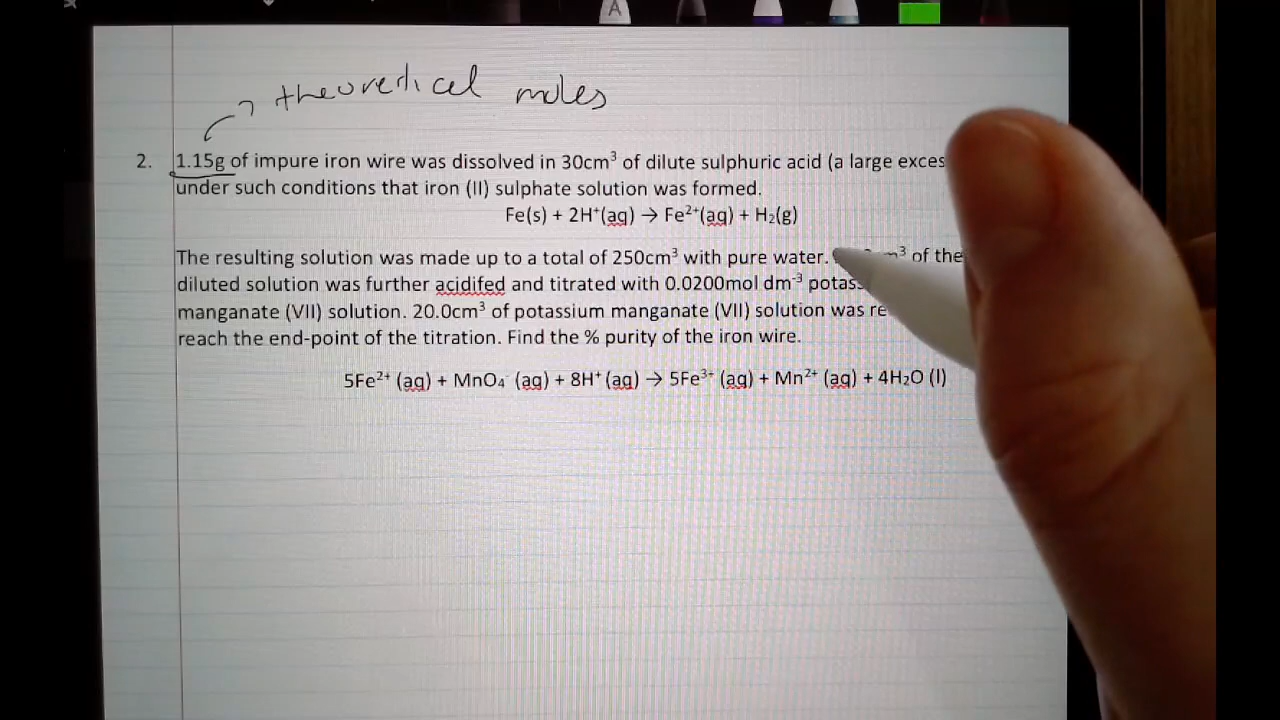 A
theoretical moles
2. 1.15g of impure iron wire was dissolved in 30cm³ of dilute sulphuric acid (a large
under such conditions that iron (II) sulphate solution was formed.
Fe(s) + 2H⁺(aq) → Fe²⁺(aq) + H₂(g)
The resulting solution was made up to a total of 250cm³ with pure water. of the
diluted solution was further acidifed and titrated with 0.0200mol dm⁻³
manganate (VII) solution. 20.0cm³ of potassium manganate (VII) solution was
reach the end-point of the titration. Find the % purity of the iron wire.
5Fe²⁺ (aq) + MnO₄⁻ (aq) + 8H⁺ (aq) → 5Fe³⁺ (aq) + Mn²⁺ (aq) + 4H₂O (l)